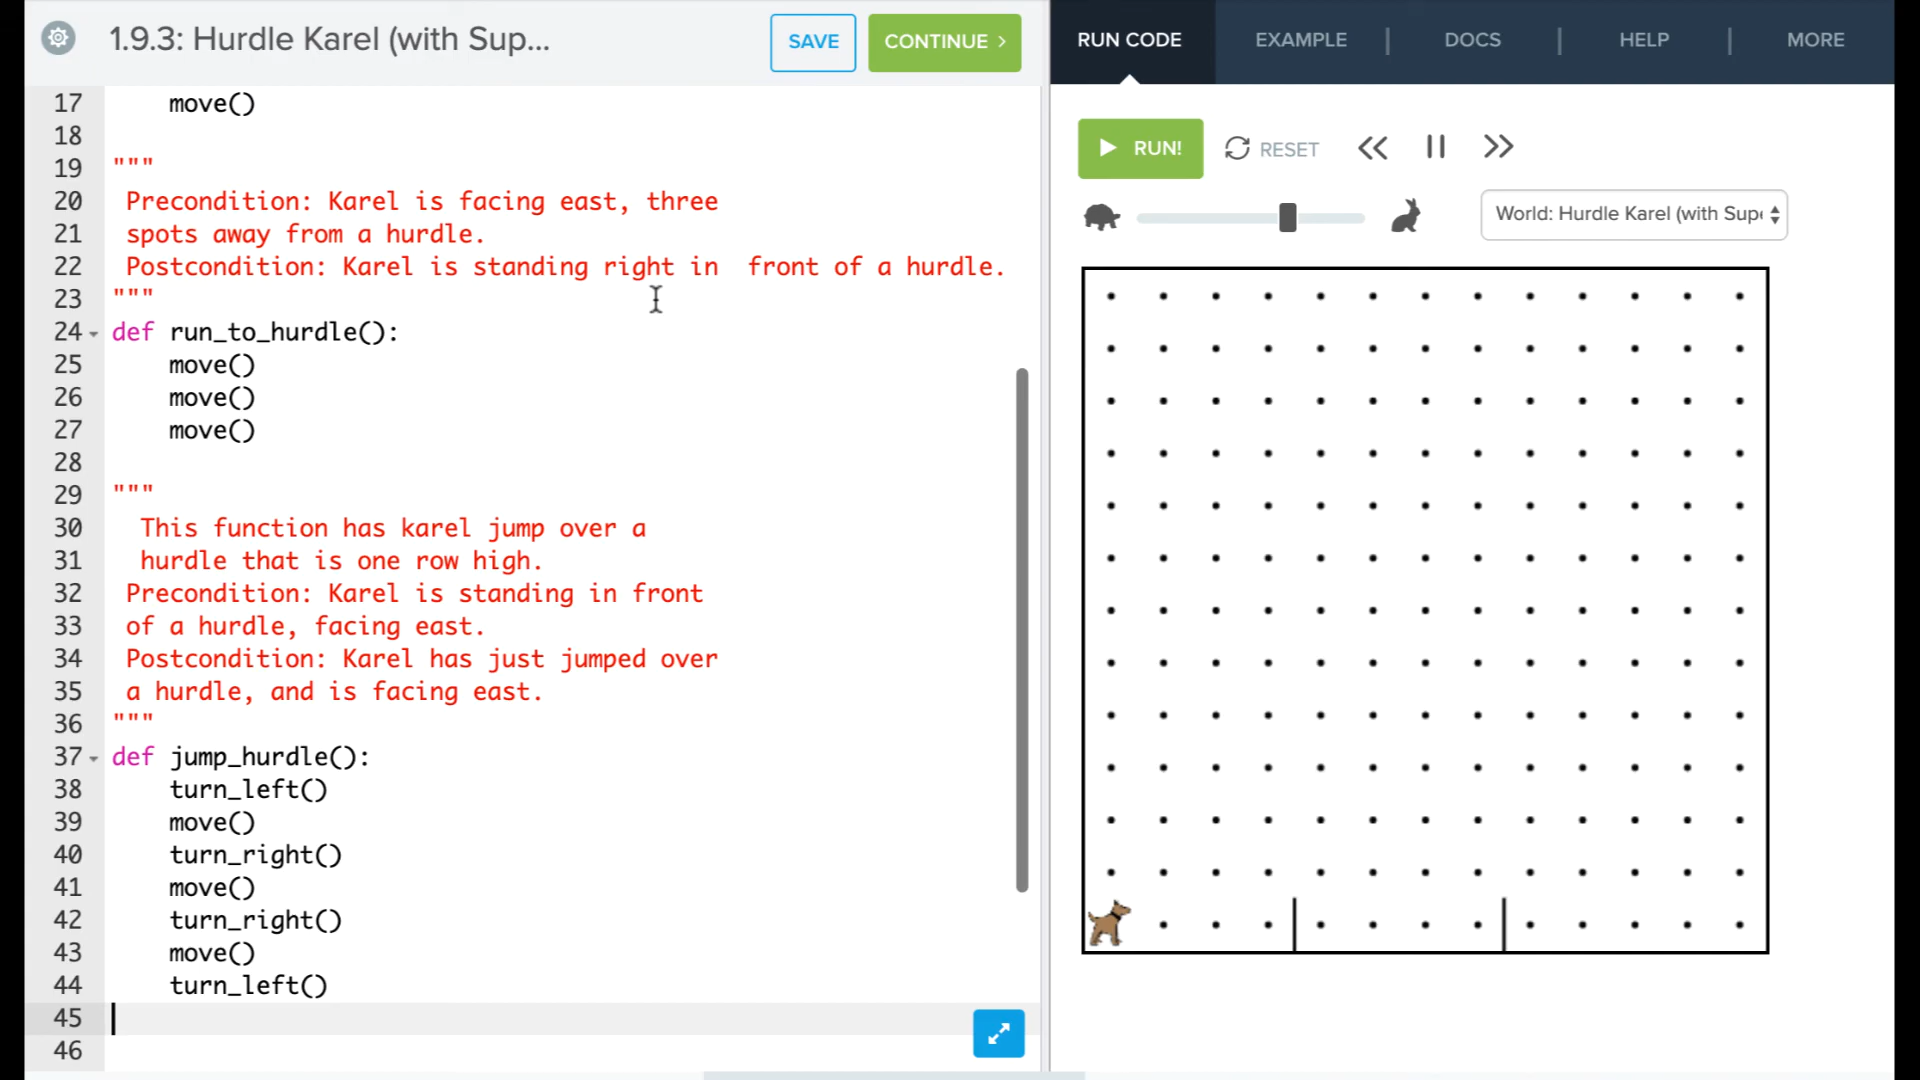 1.9.3: Hurdle Karel (with Sup...
SAVE
CONTINUE >
RUN CODE
EXAMPLE
DOCS
HELP
MORE
17 move()
18
19 """
20 Precondition: Karel is facing east, three
21 spots away from a hurdle.
22 Postcondition: Karel is standing right in  front of a hurdle.
23 """
24 def run_to_hurdle():
25 move()
26 move()
27 move()
28
29 """
30 This function has karel jump over a
31 hurdle that is one row high.
32 Precondition: Karel is standing in front
33 of a hurdle, facing east.
34 Postcondition: Karel has just jumped over
35 a hurdle, and is facing east.
36 """
37 def jump_hurdle():
38 turn_left()
39 move()
40 turn_right()
41 move()
42 turn_right()
43 move()
44 turn_left()
45
46
RUN!
RESET
World: Hurdle Karel (with Sup